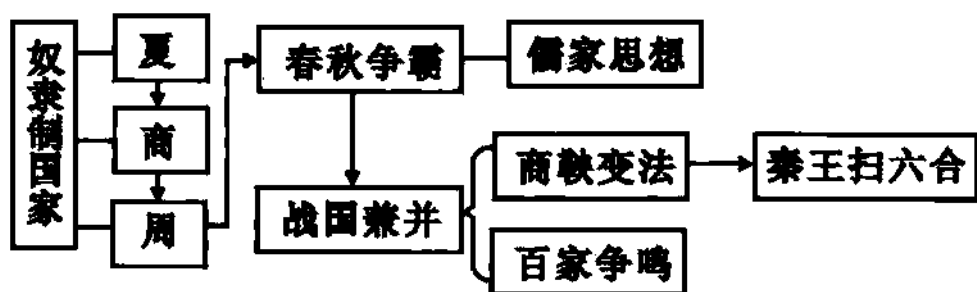 奴隶制国家
夏
商
周
春秋争霸
儒家思想
战国兼并
商鞅变法
百家争鸣
秦王扫六合